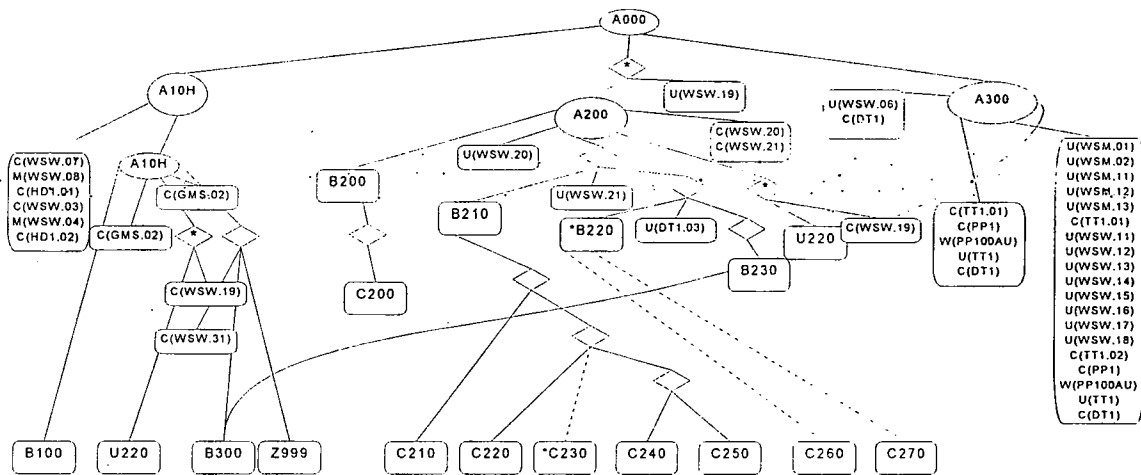 A000
*
A10H
U(WSW.19)
U(WSW.06)
C(DT1)
A300
A200
C(WSW.20)
C(WSW.21)
U(WSW.20)
C(WSW.07)
M(WSW.08)
C(HD1.01)
C(WSW.03)
M(WSW.04)
C(HD1.02)
A10H
C(GMS.02)
C(GMS.02)
*
C(WSW.19)
C(WSW.31)
B200
C200
B210
U(WSW.21)
*
*B220
U(DT1.03)
*
U220
C(WSW.19)
B230
C(TT1.01)
C(PP1)
W(PP100AU)
U(TT1)
C(DT1)
U(WSM.01)
U(WSM.02)
U(WSM.11)
U(WSM.12)
U(WSM.13)
C(TT1.01)
U(WSW.11)
U(WSW.12)
U(WSW.13)
U(WSW.14)
U(WSW.15)
U(WSW.16)
U(WSW.17)
U(WSW.18)
C(TT1.02)
C(PP1)
W(PP100AU)
U(TT1)
C(DT1)
B100
U220
B300
Z999
C210
C220
*C230
C240
C250
C260
C270